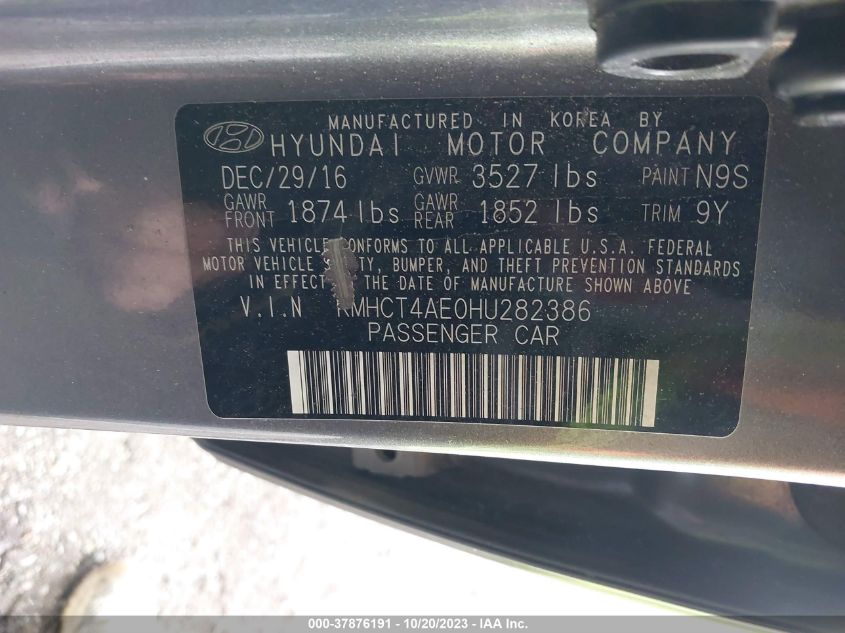 MANUFACTURED IN KOREA BY
HYUNDAI MOTOR COMPANY
DEC/29/16 GVWR 3527 lbs PAINT N9S
GAWR FRONT 1874 lbs GAWR REAR 1852 lbs TRIM 9Y
THIS VEHICLE CONFORMS TO ALL APPLICABLE U.S.A. FEDERAL
MOTOR VEHICLE SAFETY, BUMPER, AND THEFT PREVENTION STANDARDS
IN EFFECT ON THE DATE OF MANUFACTURE SHOWN ABOVE
V.I.N KMHCT4AE0HU282386
PASSENGER CAR
000-37876191 - 10/20/2023 - IAA Inc.